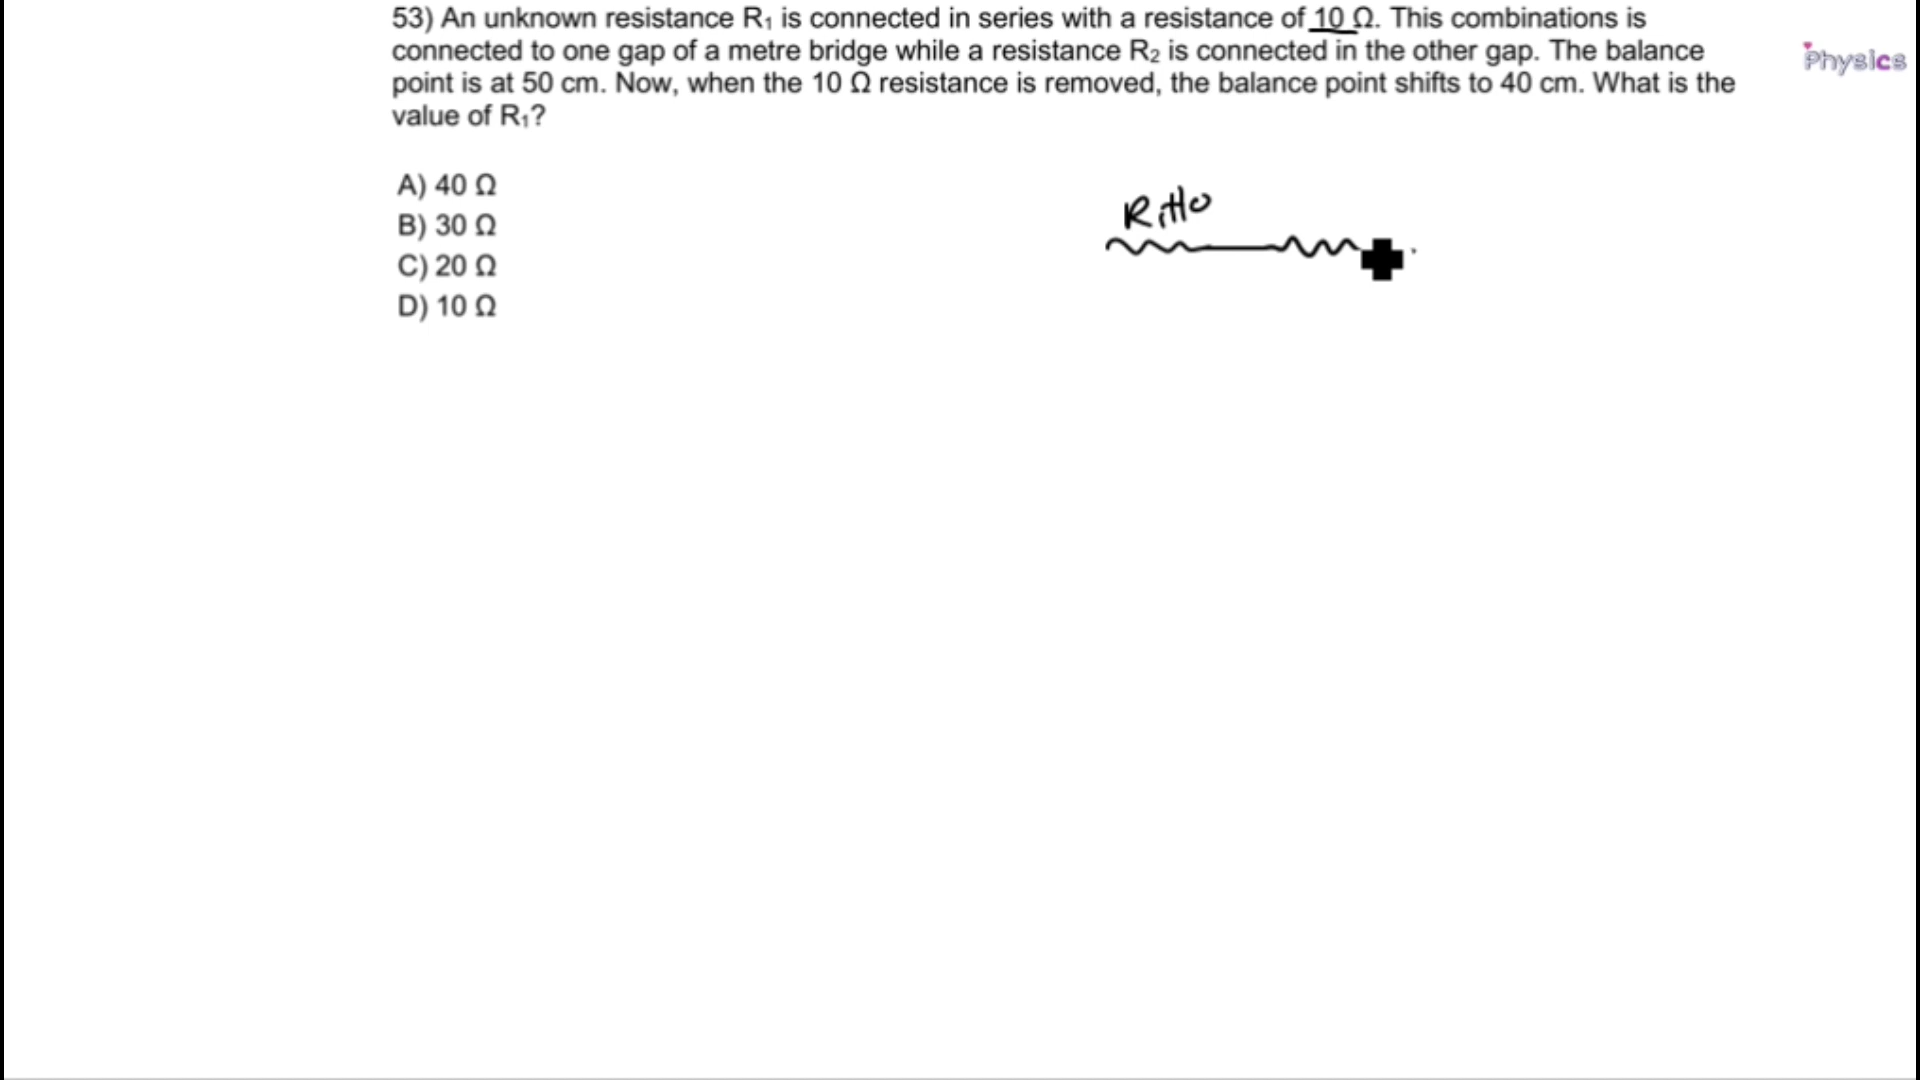 53) An unknown resistance R₁ is connected in series with a resistance of 10 Ω. This combinations is
connected to one gap of a metre bridge while a resistance R₂ is connected in the other gap. The balance
point is at 50 cm. Now, when the 10 Ω resistance is removed, the balance point shifts to 40 cm. What is the
value of R₁?
Physics
A) 40 Ω
B) 30 Ω
C) 20 Ω
D) 10 Ω
R₁+10